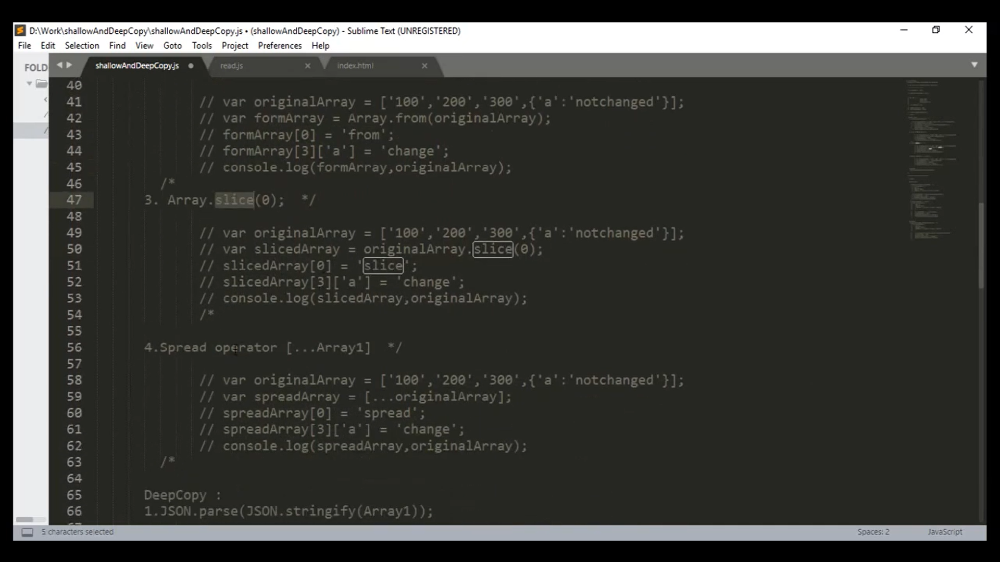 D:\Work\shallowAndDeepCopy\shallowAndDeepCopy.js • (shallowAndDeepCopy) - Sublime Text (UNREGISTERED)
File Edit Selection Find View Goto Tools Project Preferences Help
FOLD
shallowAndDeepCopy.js read.js index.html
40
41 // var originalArray = ['100','200','300',{'a':'notchanged'}];
42 // var formArray = Array.from(originalArray);
43 // formArray[0] = 'from';
44 // formArray[3]['a'] = 'change';
45 // console.log(formArray,originalArray);
46 /*
47 3. Array.slice(0); */
48
49 // var originalArray = ['100','200','300',{'a':'notchanged'}];
50 // var slicedArray = originalArray.slice(0);
51 // slicedArray[0] = 'slice';
52 // slicedArray[3]['a'] = 'change';
53 // console.log(slicedArray,originalArray);
54 /*
55
56 4.Spread operator [...Array1] */
57
58 // var originalArray = ['100','200','300',{'a':'notchanged'}];
59 // var spreadArray = [...originalArray];
60 // spreadArray[0] = 'spread';
61 // spreadArray[3]['a'] = 'change';
62 // console.log(spreadArray,originalArray);
63 /*
64
65 DeepCopy :
66 1.JSON.parse(JSON.stringify(Array1));
5 characters selected Spaces: 2 JavaScript